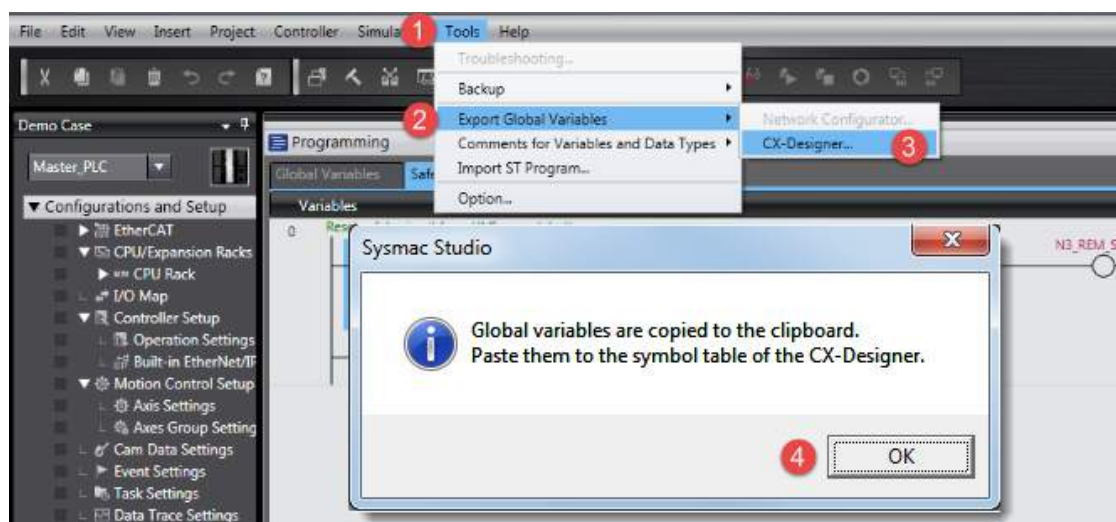 File Edit View Insert Project Controller Simula 1 Tools Help
Troubleshooting...
Backup
2 Export Global Variables
Network Configurator...
Comments for Variables and Data Types
CX-Designer... 3
Import ST Program...
Option...
Demo Case
Master_PLC
Programming
Global Variables Safe
Variables
0
Configurations and Setup
EtherCAT
CPU/Expansion Racks
CPU Rack
I/O Map
Controller Setup
Operation Settings
Built-in EtherNet/IP
Motion Control Setup
Axis Settings
Axes Group Setting
Cam Data Settings
Event Settings
Task Settings
Data Trace Settings
N3_REM_S
Sysmac Studio
Global variables are copied to the clipboard.
Paste them to the symbol table of the CX-Designer.
4 OK